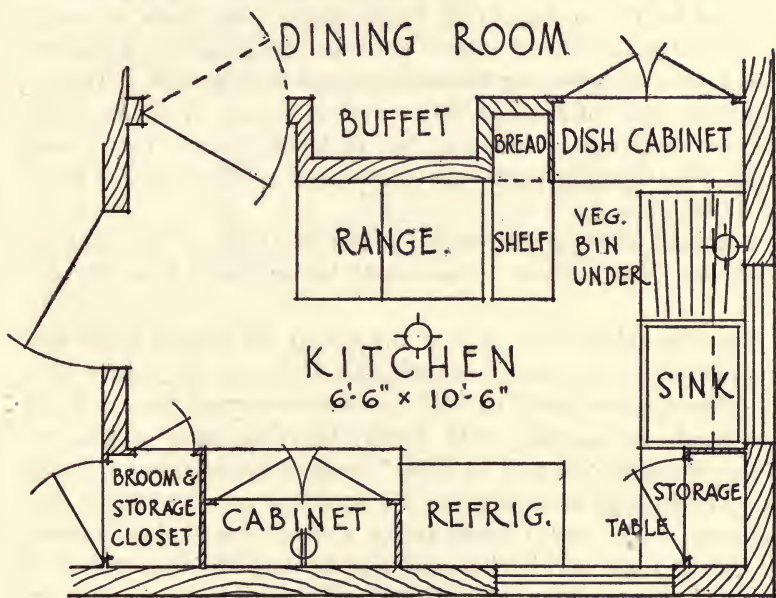 DINING ROOM
BUFFET
BREAD
DISH CABINET
RANGE.
SHELF
VEG.
BIN
UNDER
KITCHEN
6'-6" x 10'-6"
SINK
BROOM &
STORAGE
CLOSET
CABINET
REFRIG.
TABLE.
STORAGE